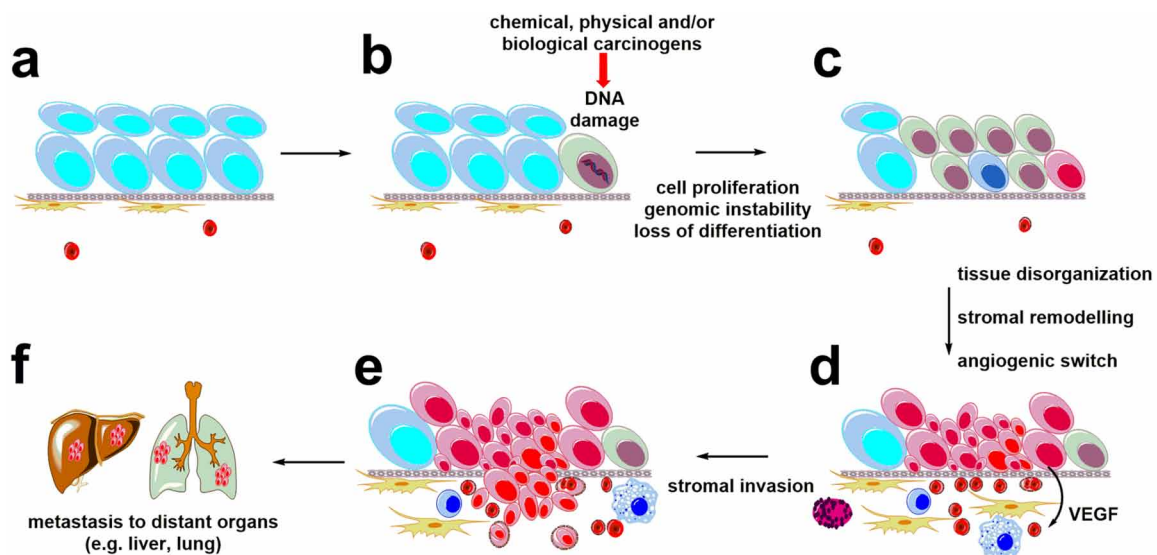 a
b
chemical, physical and/or
biological carcinogens
DNA
damage
c
cell proliferation
genomic instability
loss of differentiation
tissue disorganization
stromal remodelling
angiogenic switch
d
VEGF
stromal invasion
e
f
metastasis to distant organs
(e.g. liver, lung)